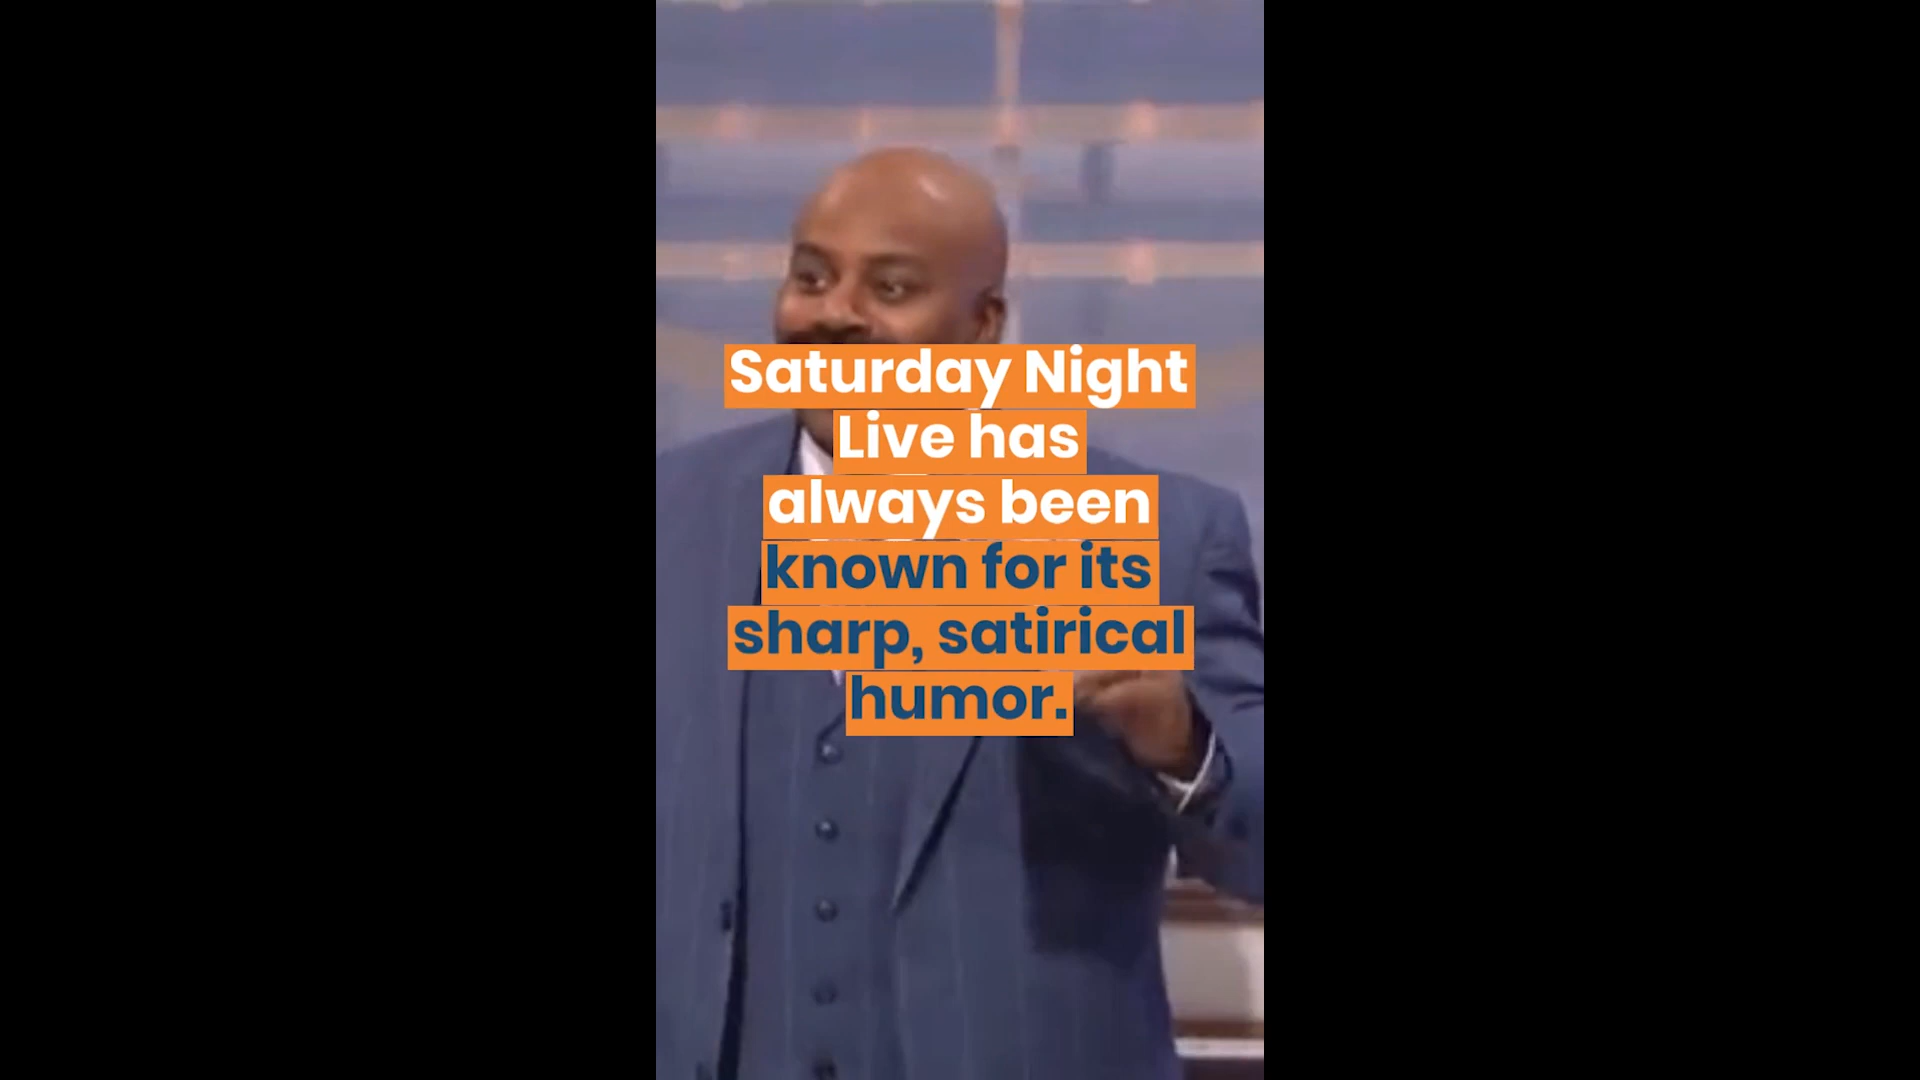 Saturday Night
Live has
always been
known for its
sharp, satirical
humor.